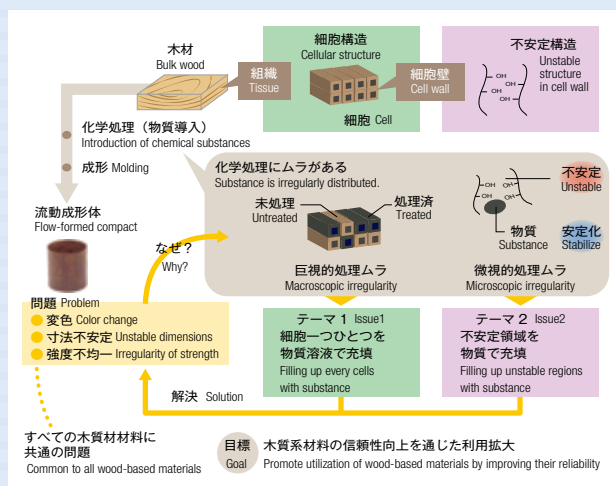 木材
Bulk wood
組織
Tissue
細胞構造
Cellular structure
細胞壁
Cell wall
細胞 Cell
不安定構造
Unstable
structure
in cell wall
OH
OH
OH
OH
化学処理（物質導入）
Introduction of chemical substances
成形 Molding
流動成形体
Flow-formed compact
化学処理にムラがある
Substance is irregularly distributed.
未処理
Untreated
処理済
Treated
巨視的処理ムラ
Macroscopic irregularity
OH
OH
OH
OH
不安定
Unstable
物質
Substance
安定化
Stabilize
微視的処理ムラ
Microscopic irregularity
なぜ？
Why?
問題 Problem
変色 Color change
寸法不安定 Unstable dimensions
強度不均一 Irregularity of strength
テーマ 1 Issue1
細胞一つひとつを
物質溶液で充填
Filling up every cells
with substance
テーマ 2 Issue2
不安定領域を
物質で充填
Filling up unstable regions
with substance
解決 Solution
すべての木質材材料に
共通の問題
Common to all wood-based materials
目標
Goal
木質系材料の信頼性向上を通じた利用拡大
Promote utilization of wood-based materials by improving their reliability